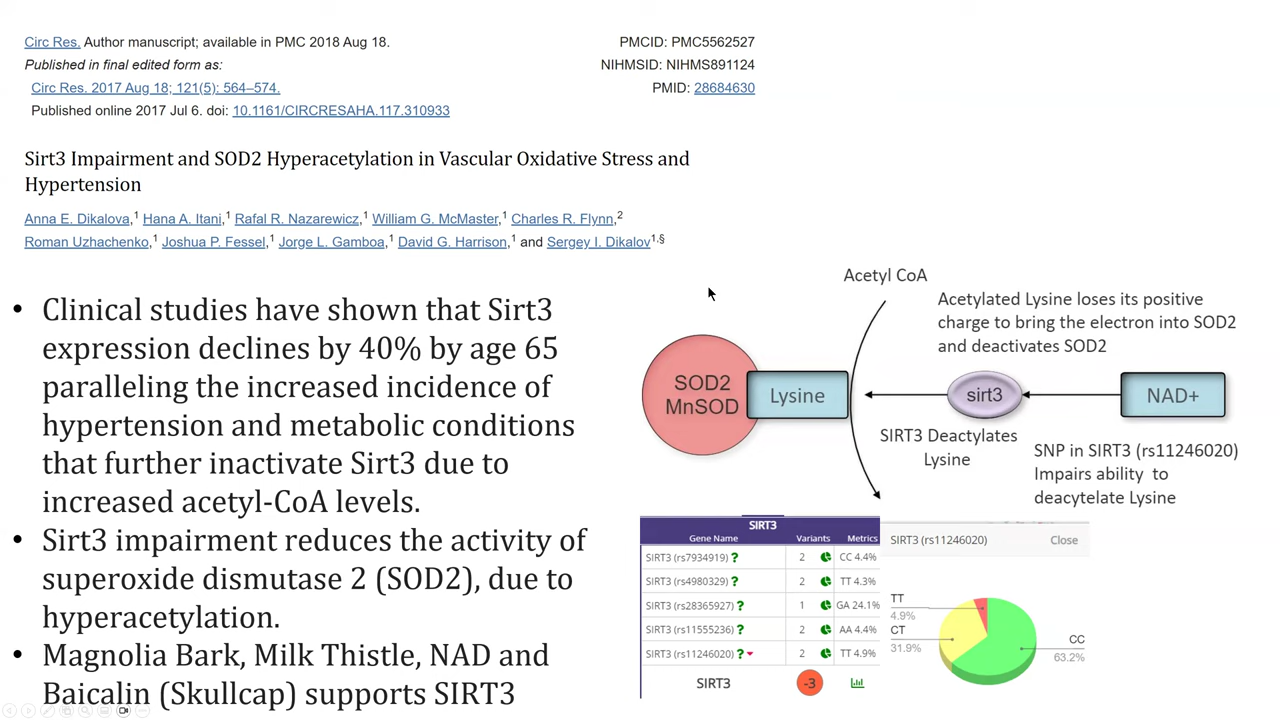 Circ Res. Author manuscript; available in PMC 2018 Aug 18.
Published in final edited form as:
Circ Res. 2017 Aug 18; 121(5): 564–574.
Published online 2017 Jul 6. doi: 10.1161/CIRCRESAHA.117.310933
PMCID: PMC5562527
NIHMSID: NIHMS891124
PMID: 28684630
Sirt3 Impairment and SOD2 Hyperacetylation in Vascular Oxidative Stress and
Hypertension
Anna E. Dikalova,1 Hana A. Itani,1 Rafal R. Nazarewicz,1 William G. McMaster,1 Charles R. Flynn,2
Roman Uzhachenko,1 Joshua P. Fessel,1 Jorge L. Gamboa,1 David G. Harrison,1 and Sergey I. Dikalov1,§
• Clinical studies have shown that Sirt3
expression declines by 40% by age 65
paralleling the increased incidence of
hypertension and metabolic conditions
that further inactivate Sirt3 due to
increased acetyl-CoA levels.
• Sirt3 impairment reduces the activity of
superoxide dismutase 2 (SOD2), due to
hyperacetylation.
• Magnolia Bark, Milk Thistle, NAD and
Baicalin (Skullcap) supports SIRT3
Acetyl CoA
Acetylated Lysine loses its positive
charge to bring the electron into SOD2
and deactivates SOD2
SOD2
MnSOD
Lysine
sirt3
NAD+
SIRT3 Deactylates
Lysine
SNP in SIRT3 (rs11246020)
Impairs ability to
deacytelate Lysine
SIRT3
Gene Name Variants Metrics
SIRT3 (rs7934919) ? 2 CC 4.4%
SIRT3 (rs4980329) ? 2 TT 4.3%
SIRT3 (rs28365927) ? 1 GA 24.1%
SIRT3 (rs11555236) ? 2 AA 4.4%
SIRT3 (rs11246020) ? 2 TT 4.9%
SIRT3 -3
SIRT3 (rs11246020) Close
TT
4.9%
CT
31.9%
CC
63.2%